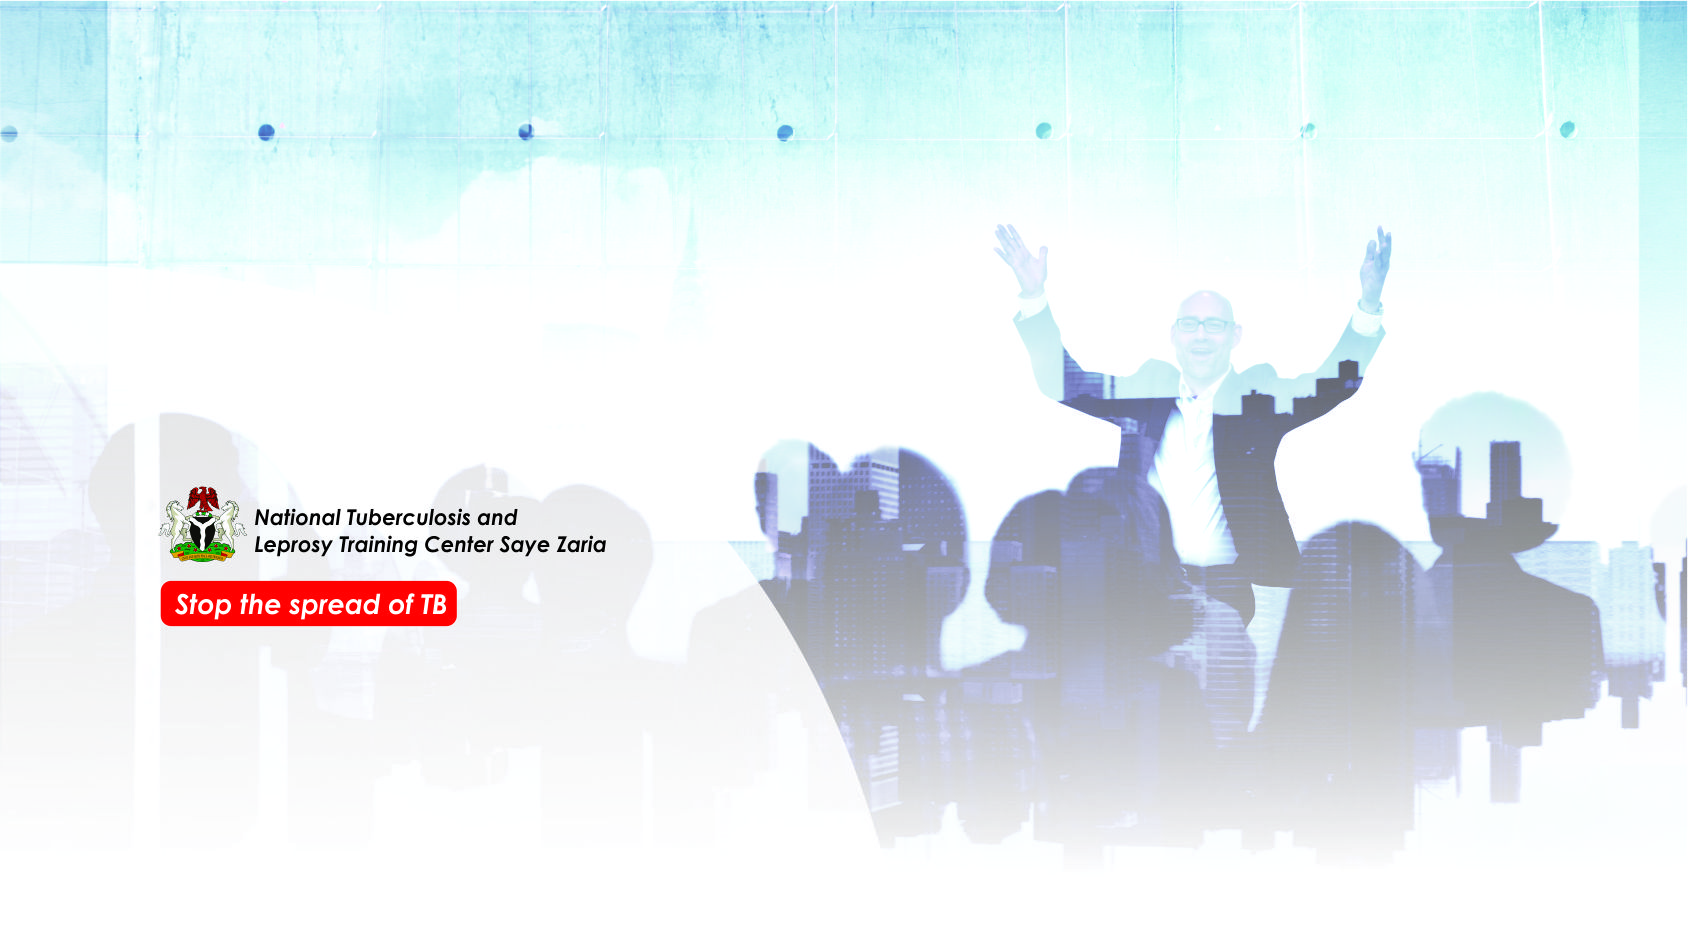 National Tuberculosis and
Leprosy Training Center Saye Zaria
Stop the spread of TB